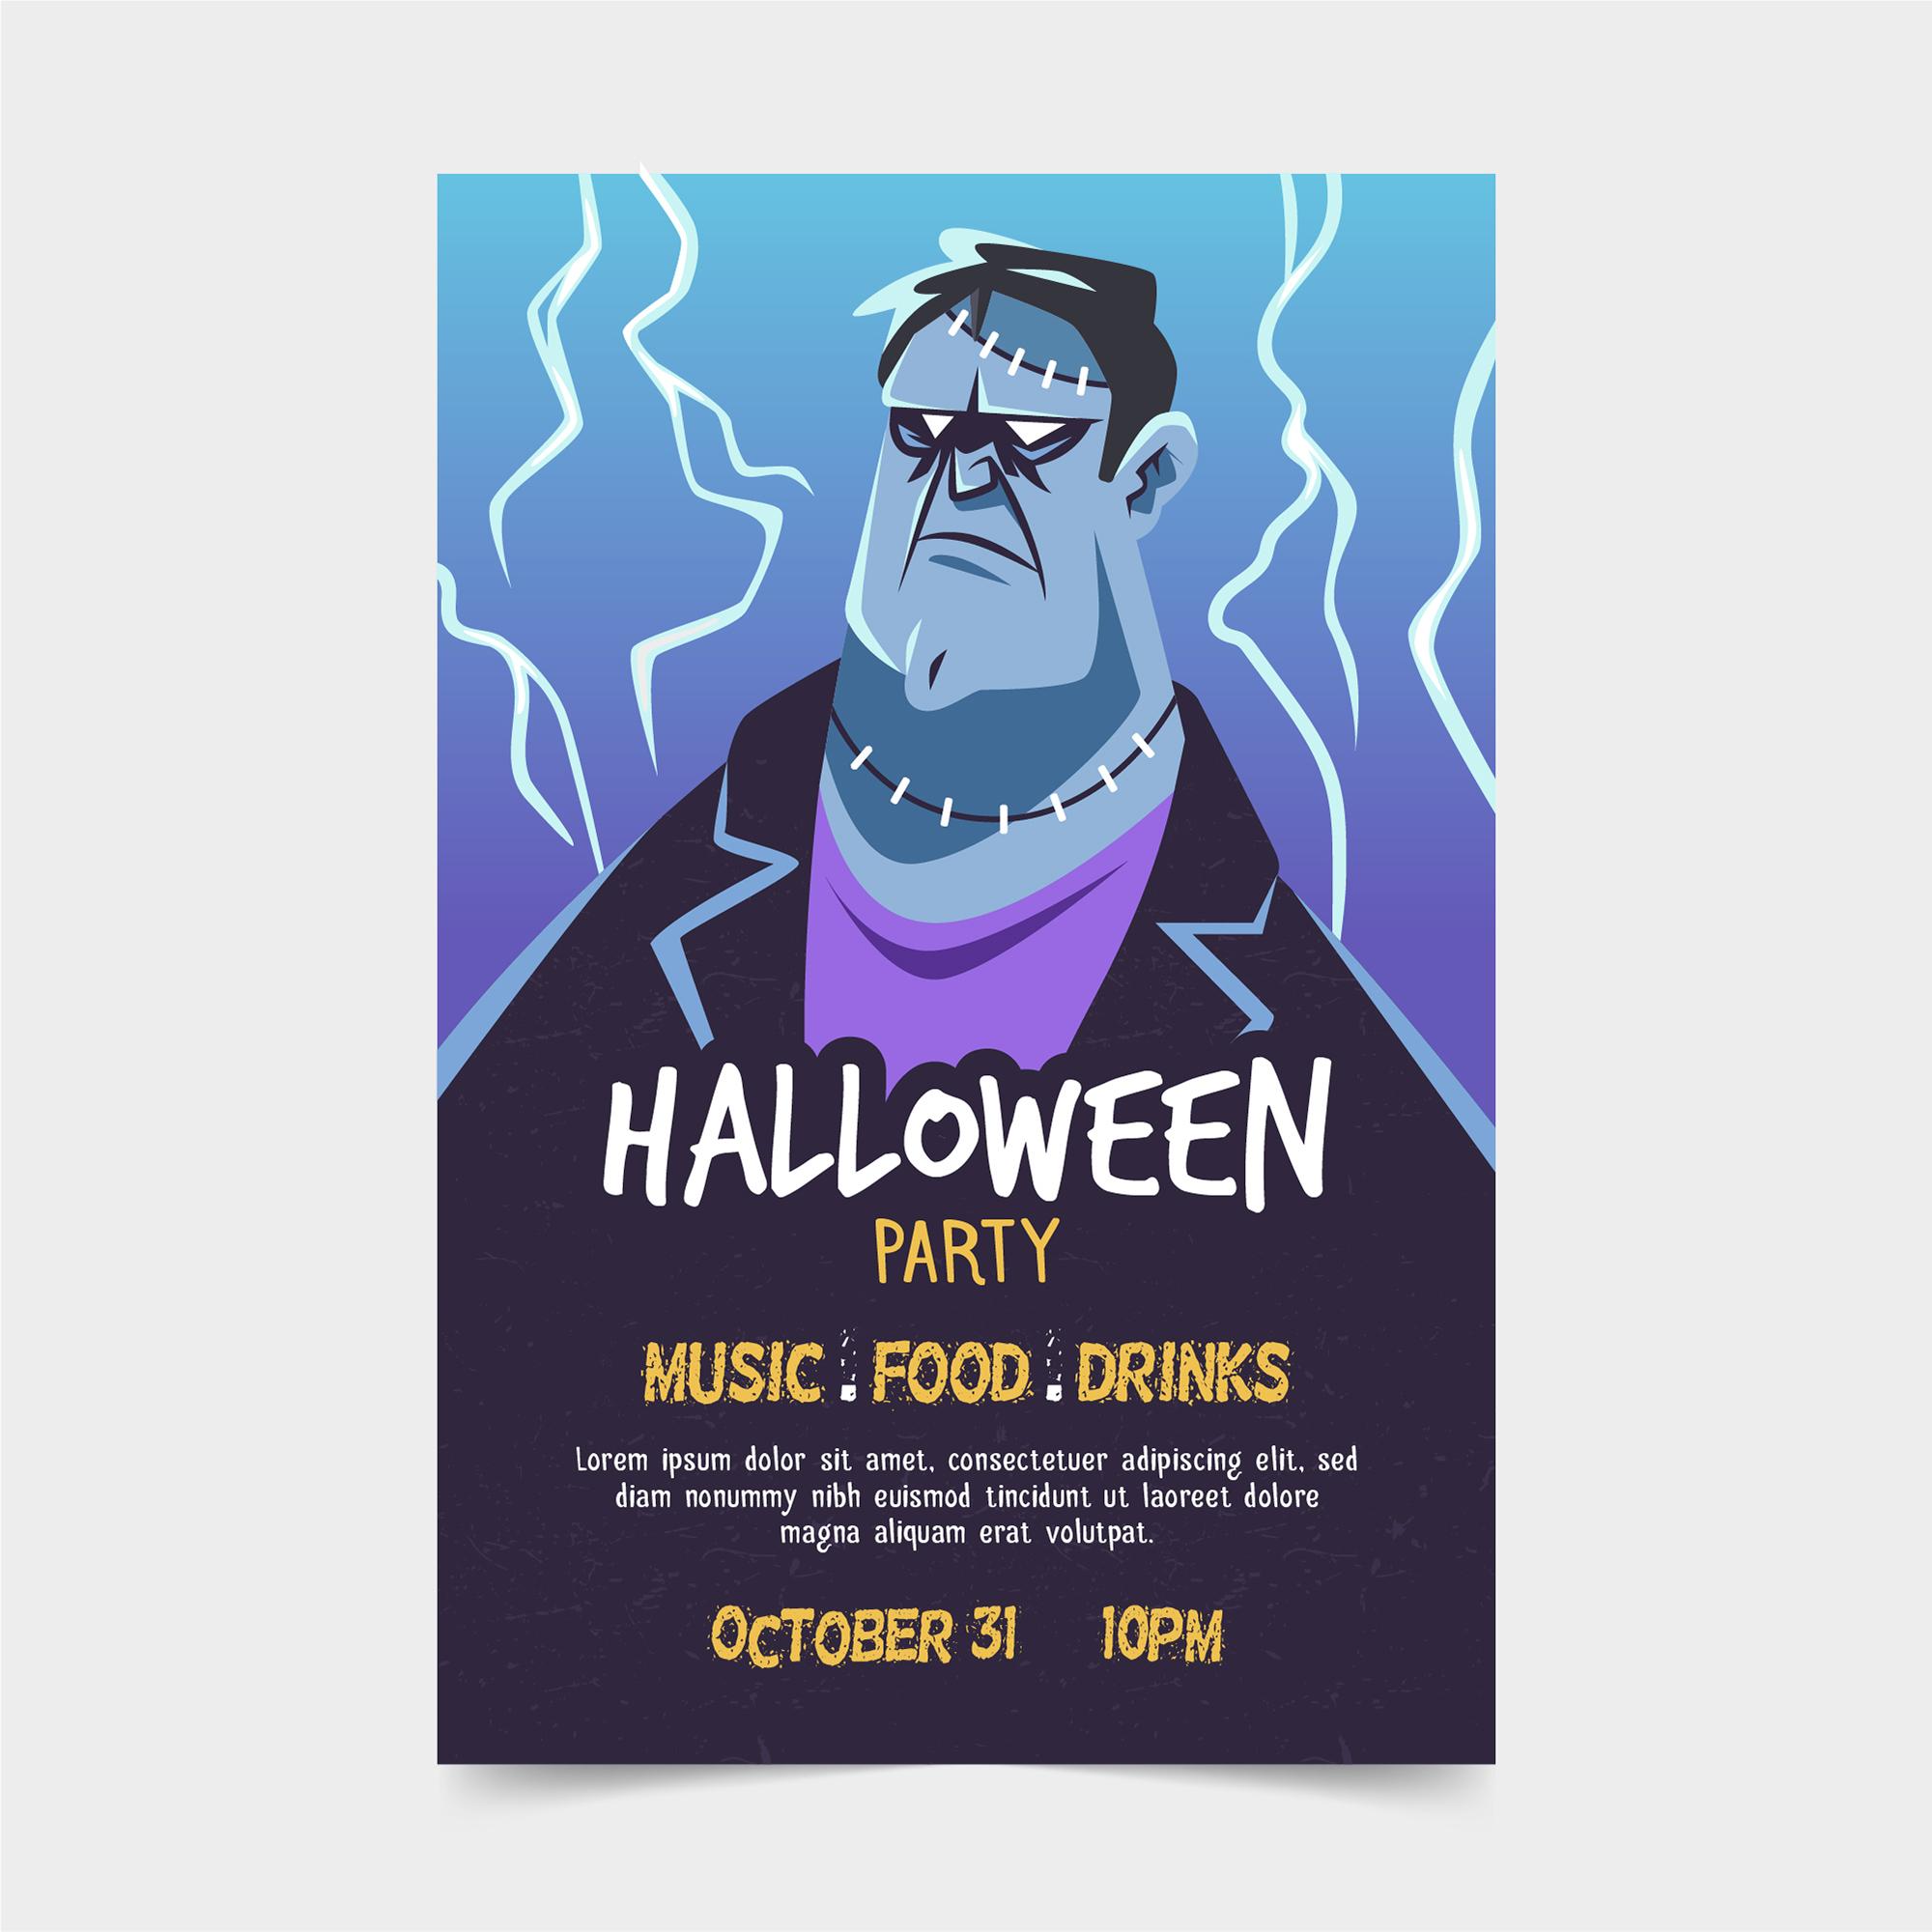 HALLOWEEN
PARTY
MUSIC FOOD DRINKS
Lorem ipsum dolor sit amet, consectetuer adipiscing elit, sed
diam nonummy nibh euismod tincidunt ut laoreet dolore
magna aliquam erat volutpat.
OCTOBER 31 10PM